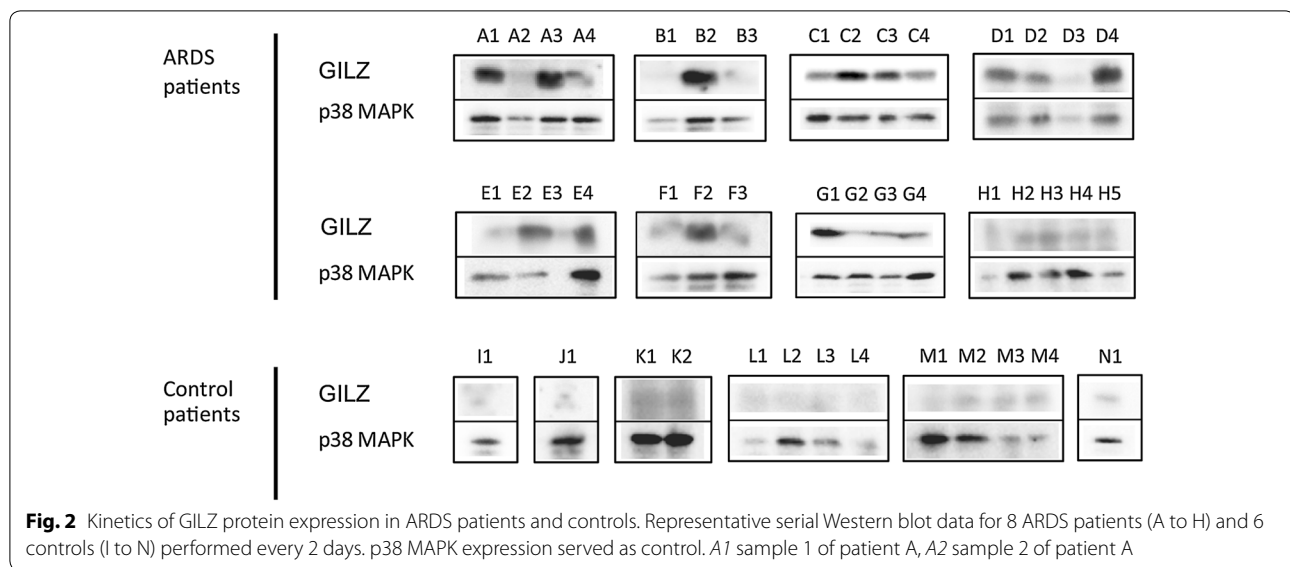 A1 A2 A3 A4 B1 B2 B3 C1 C2 C3 C4 D1 D2 D3 D4
ARDS
patients
GILZ
p38 MAPK
E1 E2 E3 E4 F1 F2 F3 G1 G2 G3 G4 H1 H2 H3 H4 H5
GILZ
p38 MAPK
I1 J1 K1 K2 L1 L2 L3 L4 M1 M2 M3 M4 N1
Control
patients
GILZ
p38 MAPK
Fig. 2 Kinetics of GILZ protein expression in ARDS patients and controls. Representative serial Western blot data for 8 ARDS patients (A to H) and 6
controls (I to N) performed every 2 days. p38 MAPK expression served as control. A1 sample 1 of patient A, A2 sample 2 of patient A